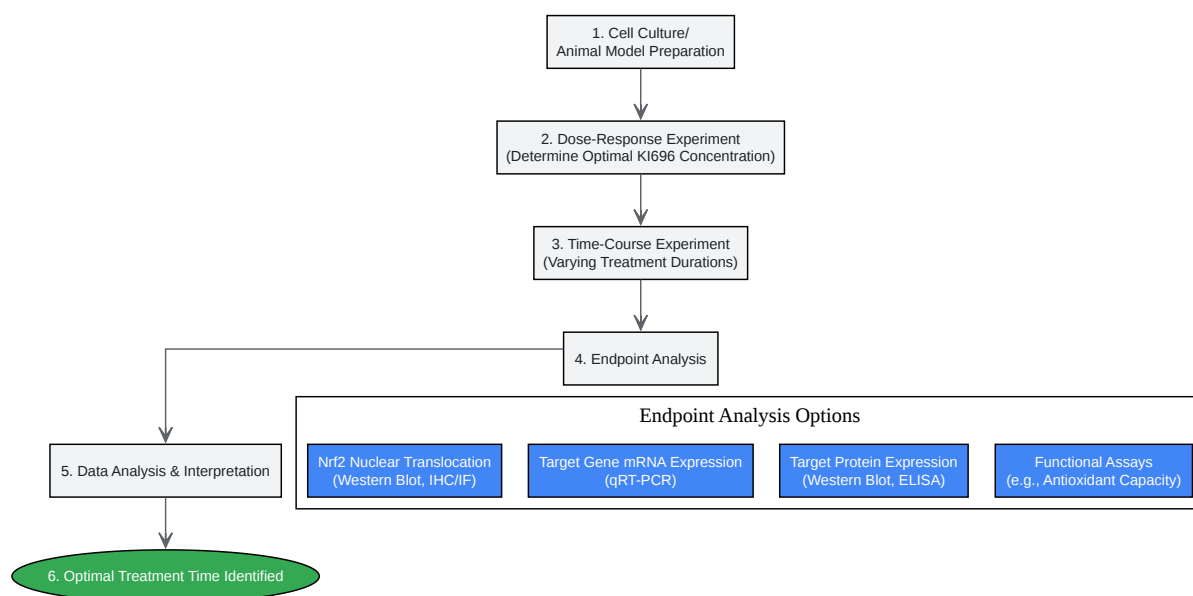 1. Cell Culture/
Animal Model Preparation
2. Dose-Response Experiment
(Determine Optimal KI696 Concentration)
3. Time-Course Experiment
(Varying Treatment Durations)
4. Endpoint Analysis
Endpoint Analysis Options
5. Data Analysis & Interpretation
Nrf2 Nuclear Translocation
(Western Blot, IHC/IF)
Target Gene mRNA Expression
(qRT-PCR)
Target Protein Expression
(Western Blot, ELISA)
Functional Assays
(e.g., Antioxidant Capacity)
6. Optimal Treatment Time Identified